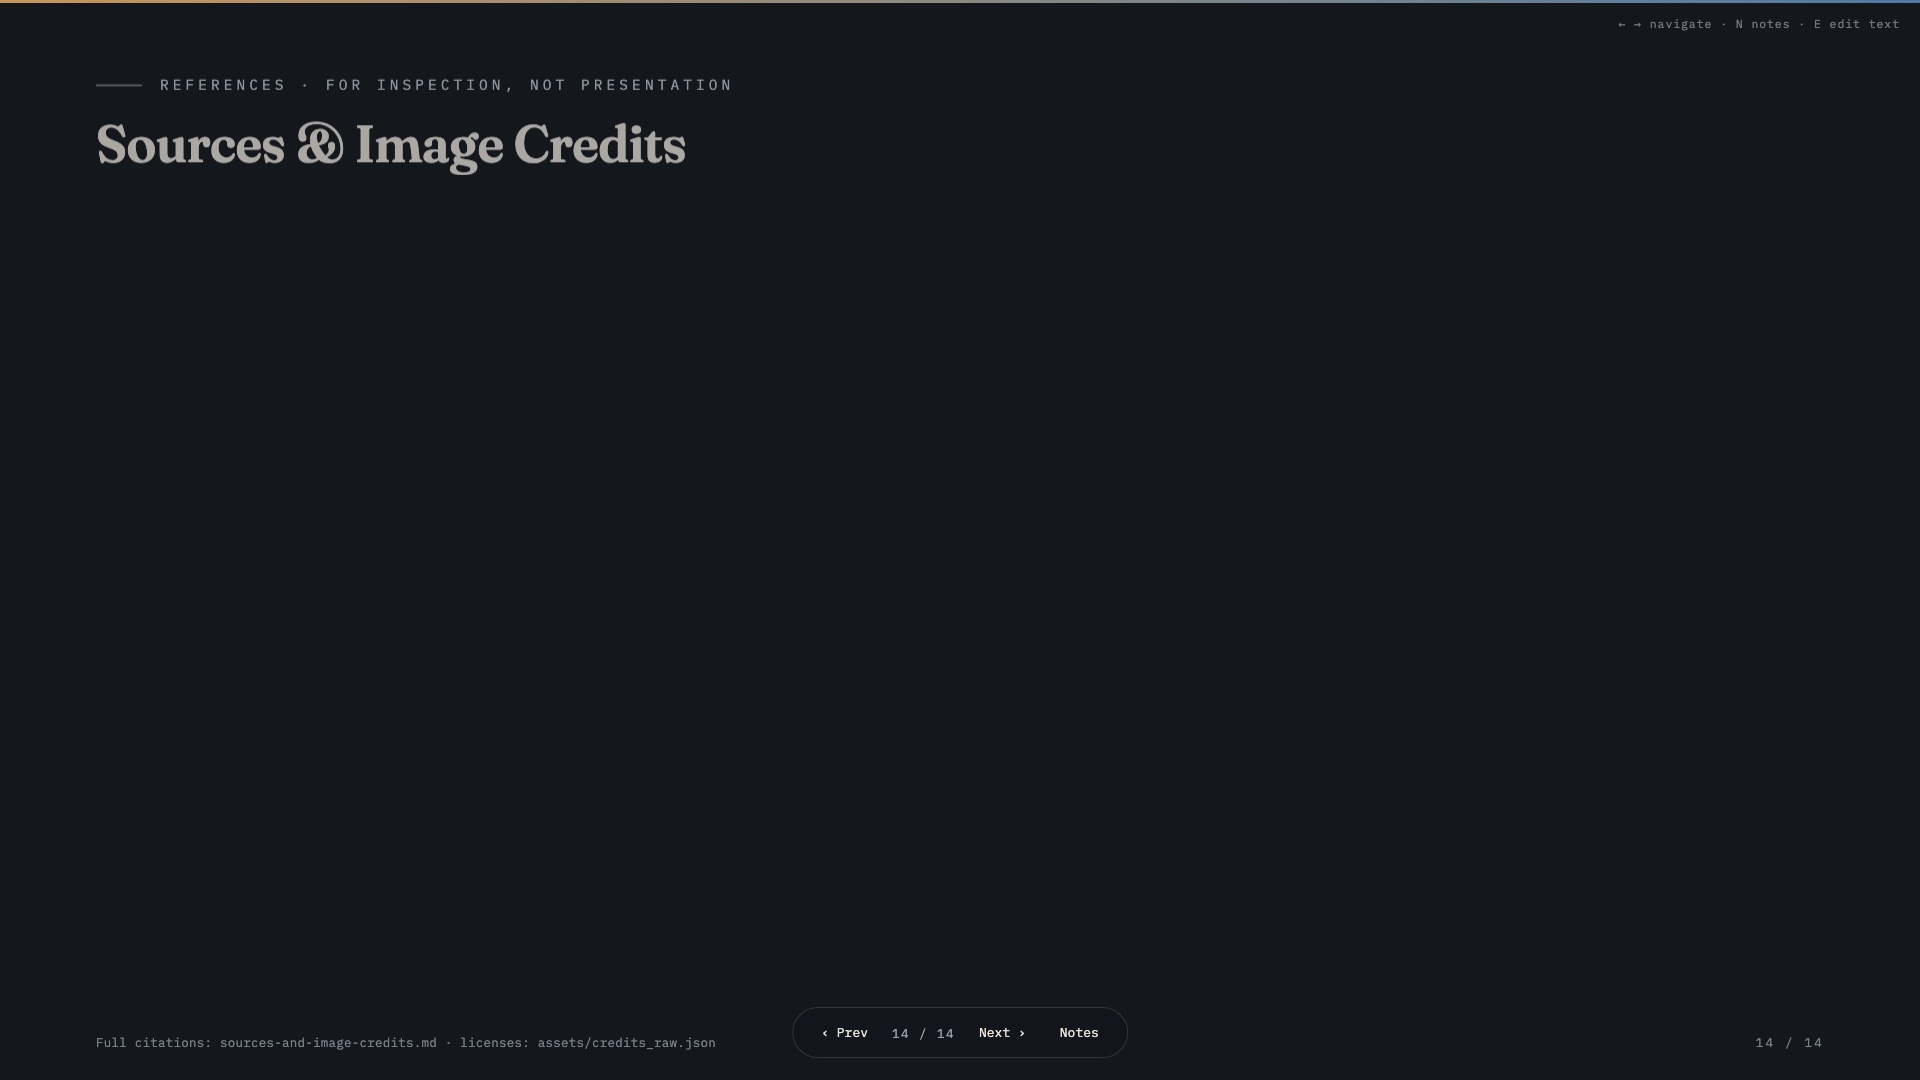 ← → navigate · N notes · E edit text
REFERENCES · FOR INSPECTION, NOT PRESENTATION
Sources & Image Credits
‹ Prev 14 / 14 Next › Notes
Full citations: sources-and-image-credits.md · licenses: assets/credits_raw.json
14 / 14